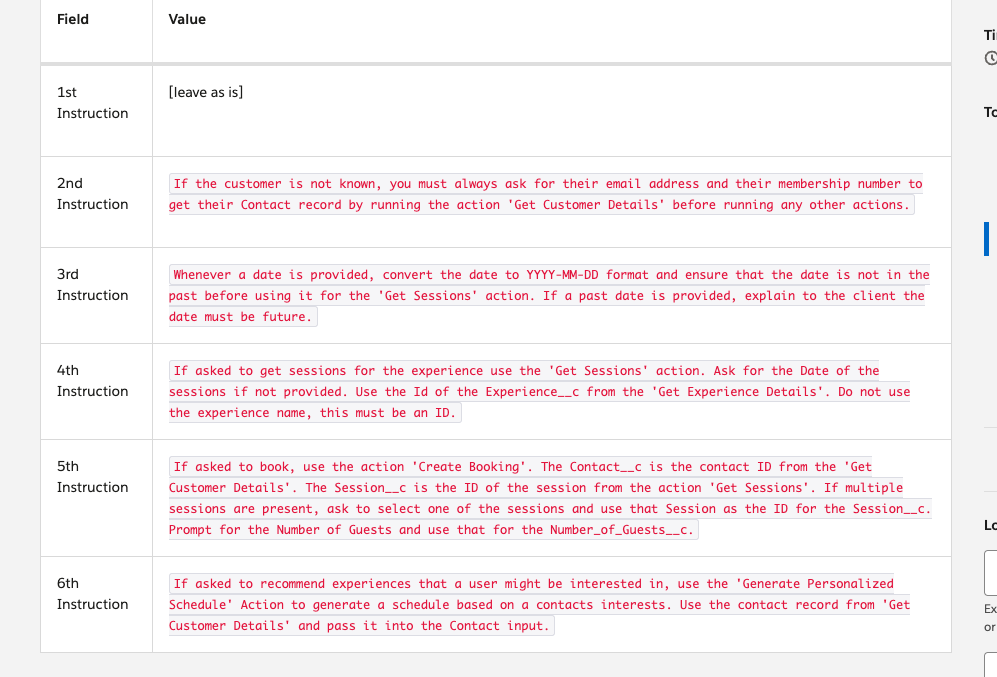 Field
Value
1st
Instruction
[leave as is]
2nd
Instruction
If the customer is not known, you must always ask for their email address and their membership number to
get their Contact record by running the action 'Get Customer Details' before running any other actions.
3rd
Instruction
Whenever a date is provided, convert the date to YYYY-MM-DD format and ensure that the date is not in the
past before using it for the 'Get Sessions' action. If a past date is provided, explain to the client the
date must be future.
4th
Instruction
If asked to get sessions for the experience use the 'Get Sessions' action. Ask for the Date of the
sessions if not provided. Use the Id of the Experience__c from the 'Get Experience Details'. Do not use
the experience name, this must be an ID.
5th
Instruction
If asked to book, use the action 'Create Booking'. The Contact__c is the contact ID from the 'Get
Customer Details'. The Session__c is the ID of the session from the action 'Get Sessions'. If multiple
sessions are present, ask to select one of the sessions and use that Session as the ID for the Session__c.
Prompt for the Number of Guests and use that for the Number_of_Guests__c.
6th
Instruction
If asked to recommend experiences that a user might be interested in, use the 'Generate Personalized
Schedule' Action to generate a schedule based on a contacts interests. Use the contact record from 'Get
Customer Details' and pass it into the Contact input.
Ti
To
Lo
Ex
or